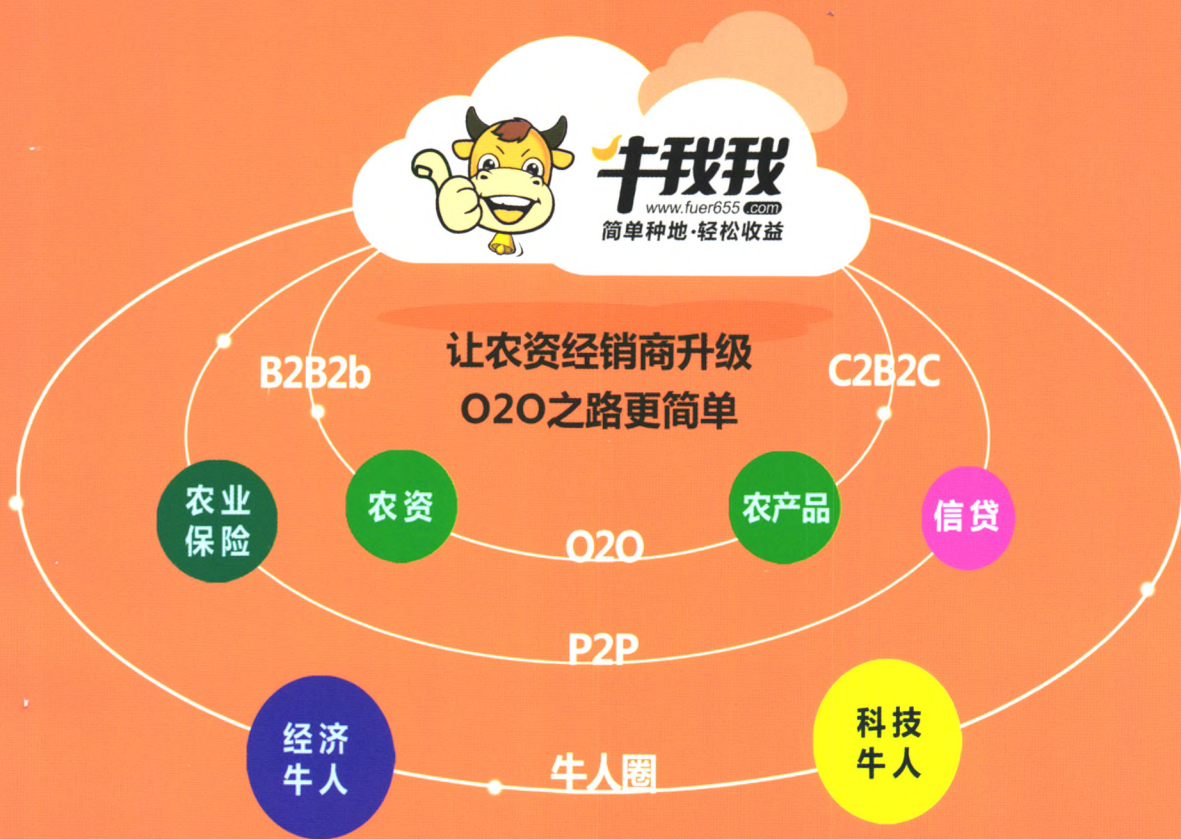 牛我我
www.fuer655.com
简单种地·轻松收益
让农资经销商升级
O2O之路更简单
B2B2b
C2B2C
农业
保险
农资
农产品
信贷
O2O
P2P
经济
牛人
牛人圈
科技
牛人